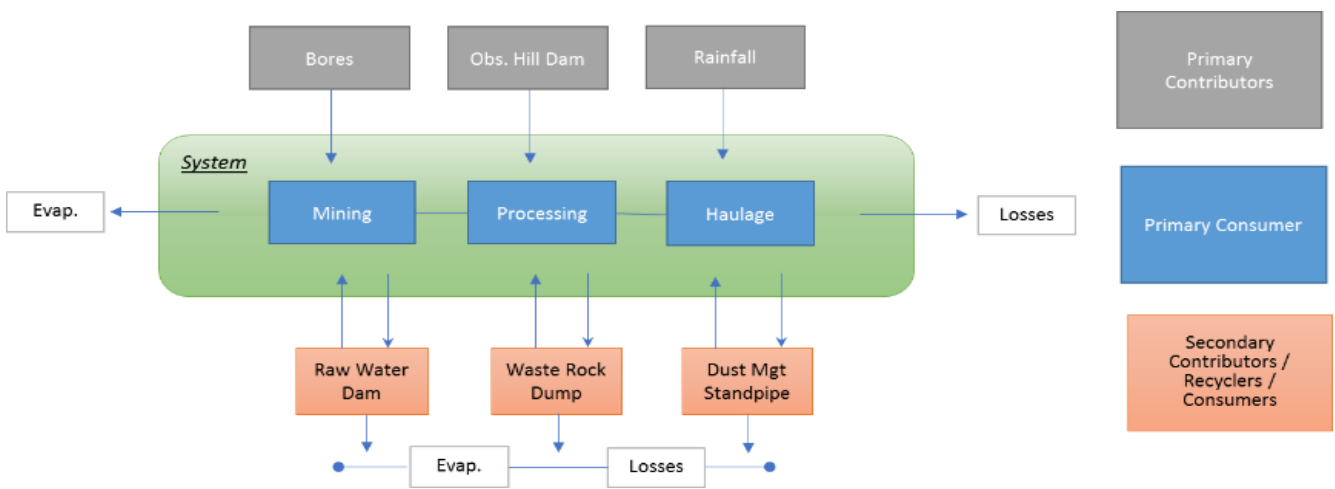 Bores
Obs. Hill Dam
Rainfall
Primary
Contributors
System
Evap.
Mining
Processing
Haulage
Losses
Primary Consumer
Raw Water
Dam
Waste Rock
Dump
Dust Mgt
Standpipe
Secondary
Contributors /
Recyclers /
Consumers
Evap.
Losses